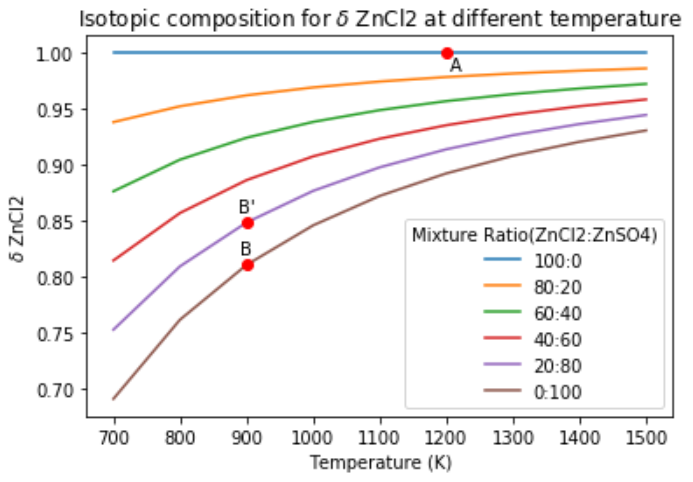 Isotopic composition for δ ZnCl2 at different temperature
1.00
0.95
0.90
0.85
0.80
0.75
0.70
δ ZnCl2
A
B'
B
Mixture Ratio(ZnCl2:ZnSO4)
100:0
80:20
60:40
40:60
20:80
0:100
700 800 900 1000 1100 1200 1300 1400 1500
Temperature (K)